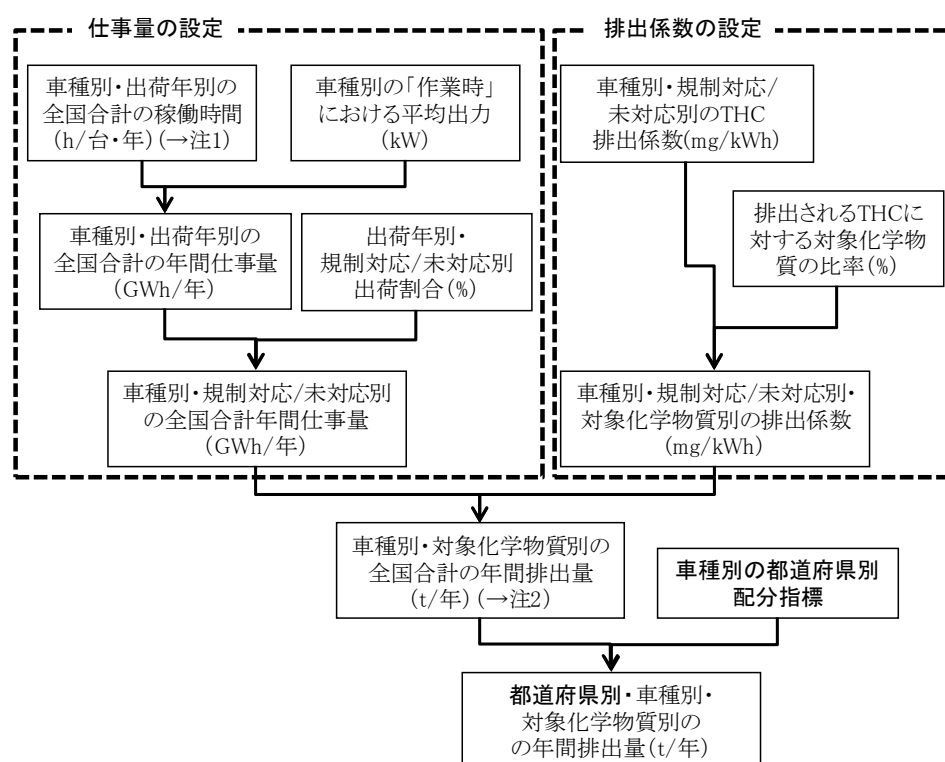 仕事量の設定
車種別・出荷年別の
全国合計の稼働時間
(h/台・年)(→注1)
車種別の「作業時」
における平均出力
(kW)
車種別・出荷年別の
全国合計の年間仕事量
(GWh/年)
出荷年別・
規制対応/未対応別
出荷割合(%)
車種別・規制対応/未対応別
の全国合計年間仕事量
(GWh/年)
排出係数の設定
車種別・規制対応/
未対応別のTHC
排出係数(mg/kWh)
排出されるTHCに
対する対象化学物
質の比率(%)
車種別・規制対応/未対応別・
対象化学物質別の排出係数
(mg/kWh)
車種別・対象化学物質別の
全国合計の年間排出量
(t/年)(→注2)
車種別の都道府県別
配分指標
都道府県別・車種別・
対象化学物質別の
の年間排出量(t/年)